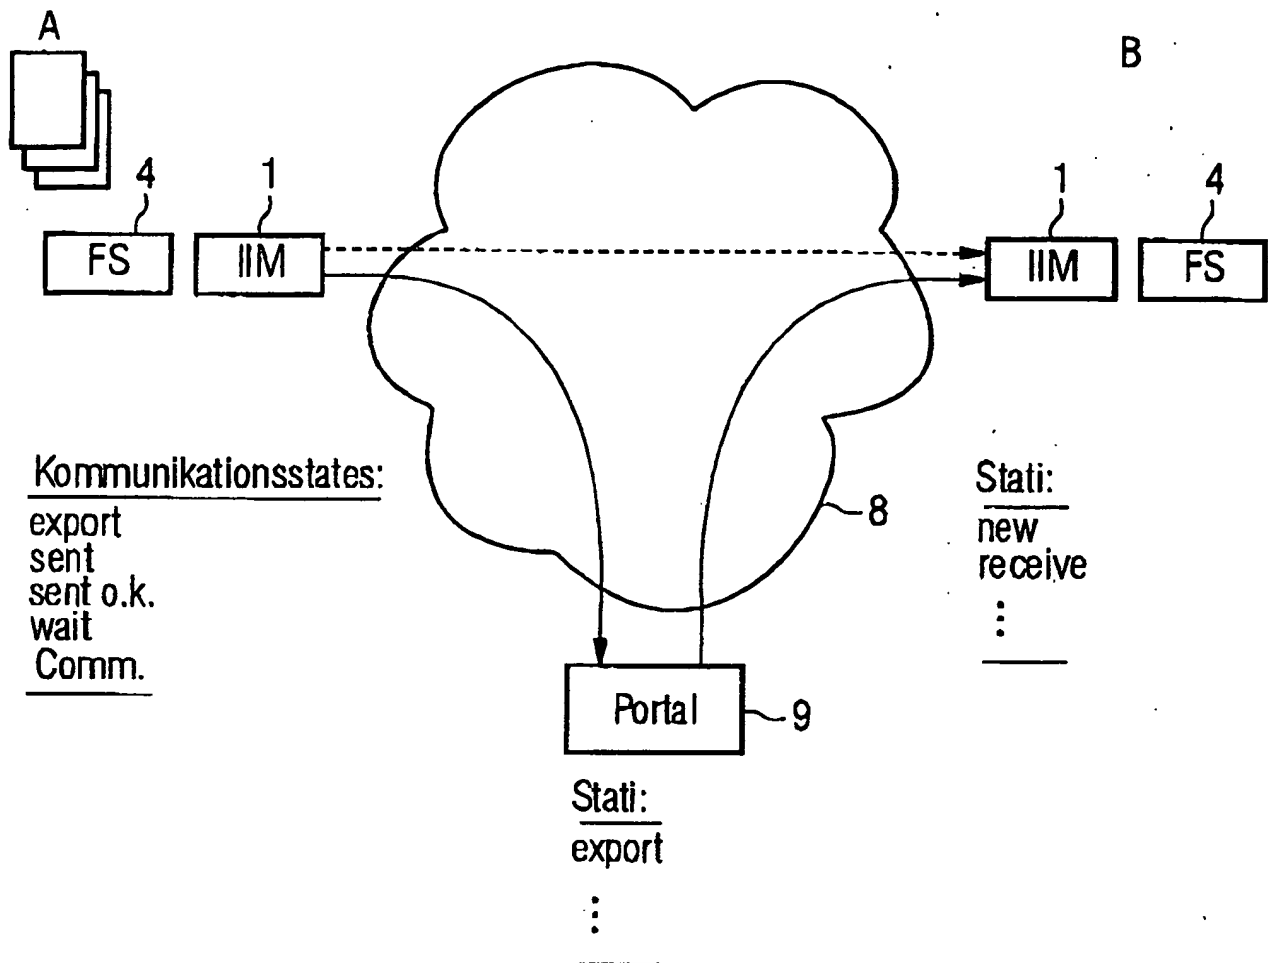 A
B
4
1
1
4
FS
IIM
IIM
FS
Kommunikationsstates:
export
sent
sent o.k.
wait
Comm.
Stati:
new
receive
8
Portal
9
Stati:
export